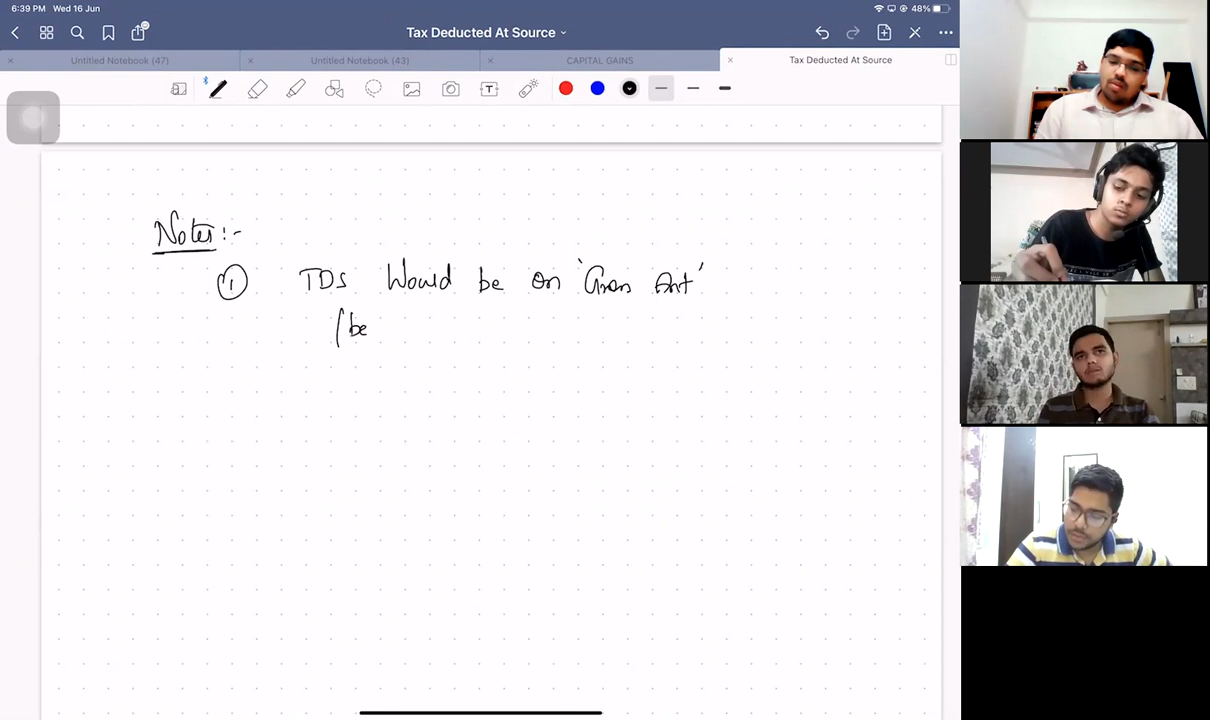 6:39 PM Wed 16 Jun 48%
Tax Deducted At Source
Untitled Notebook (47) Untitled Notebook (43) CAPITAL GAINS Tax Deducted At Source
T
Notes :-
① TDS Would be on 'Gross Amt'
(be